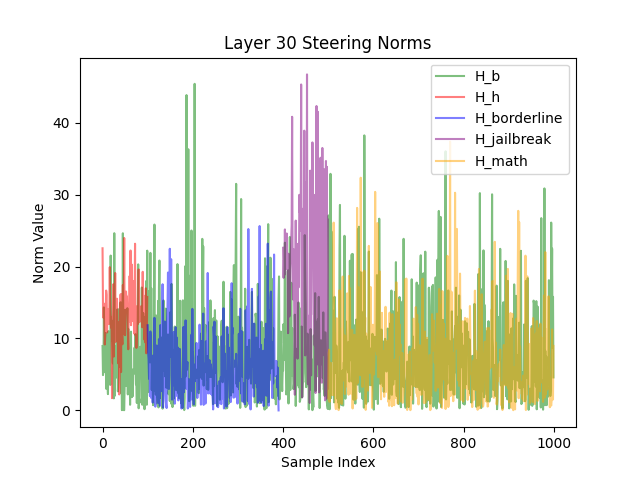 Layer 30 Steering Norms
H_b
H_h
H_borderline
H_jailbreak
H_math
Norm Value
40
30
20
10
0
0 200 400 600 800 1000
Sample Index